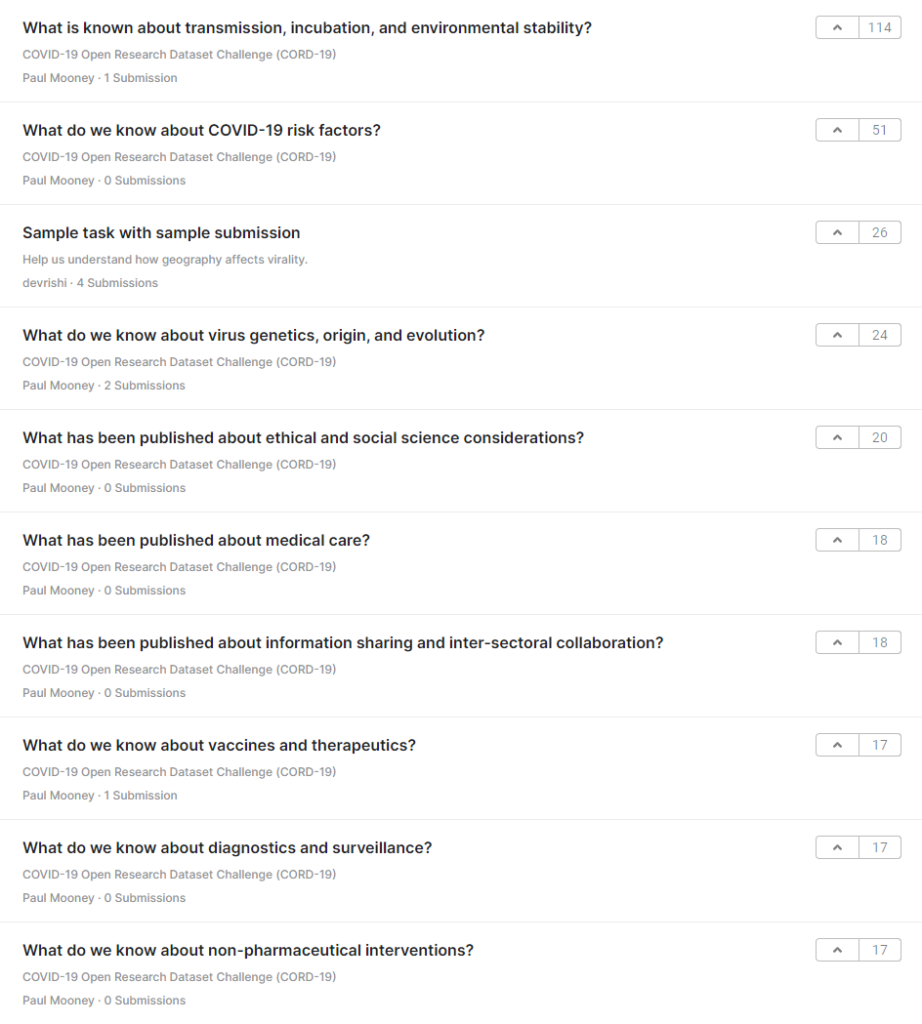 What is known about transmission, incubation, and environmental stability?
114
COVID-19 Open Research Dataset Challenge (CORD-19)
Paul Mooney · 1 Submission
What do we know about COVID-19 risk factors?
51
COVID-19 Open Research Dataset Challenge (CORD-19)
Paul Mooney · 0 Submissions
Sample task with sample submission
26
Help us understand how geography affects virality.
devrishi · 4 Submissions
What do we know about virus genetics, origin, and evolution?
24
COVID-19 Open Research Dataset Challenge (CORD-19)
Paul Mooney · 2 Submissions
What has been published about ethical and social science considerations?
20
COVID-19 Open Research Dataset Challenge (CORD-19)
Paul Mooney · 0 Submissions
What has been published about medical care?
18
COVID-19 Open Research Dataset Challenge (CORD-19)
Paul Mooney · 0 Submissions
What has been published about information sharing and inter-sectoral collaboration?
18
COVID-19 Open Research Dataset Challenge (CORD-19)
Paul Mooney · 0 Submissions
What do we know about vaccines and therapeutics?
17
COVID-19 Open Research Dataset Challenge (CORD-19)
Paul Mooney · 1 Submission
What do we know about diagnostics and surveillance?
17
COVID-19 Open Research Dataset Challenge (CORD-19)
Paul Mooney · 0 Submissions
What do we know about non-pharmaceutical interventions?
17
COVID-19 Open Research Dataset Challenge (CORD-19)
Paul Mooney · 0 Submissions